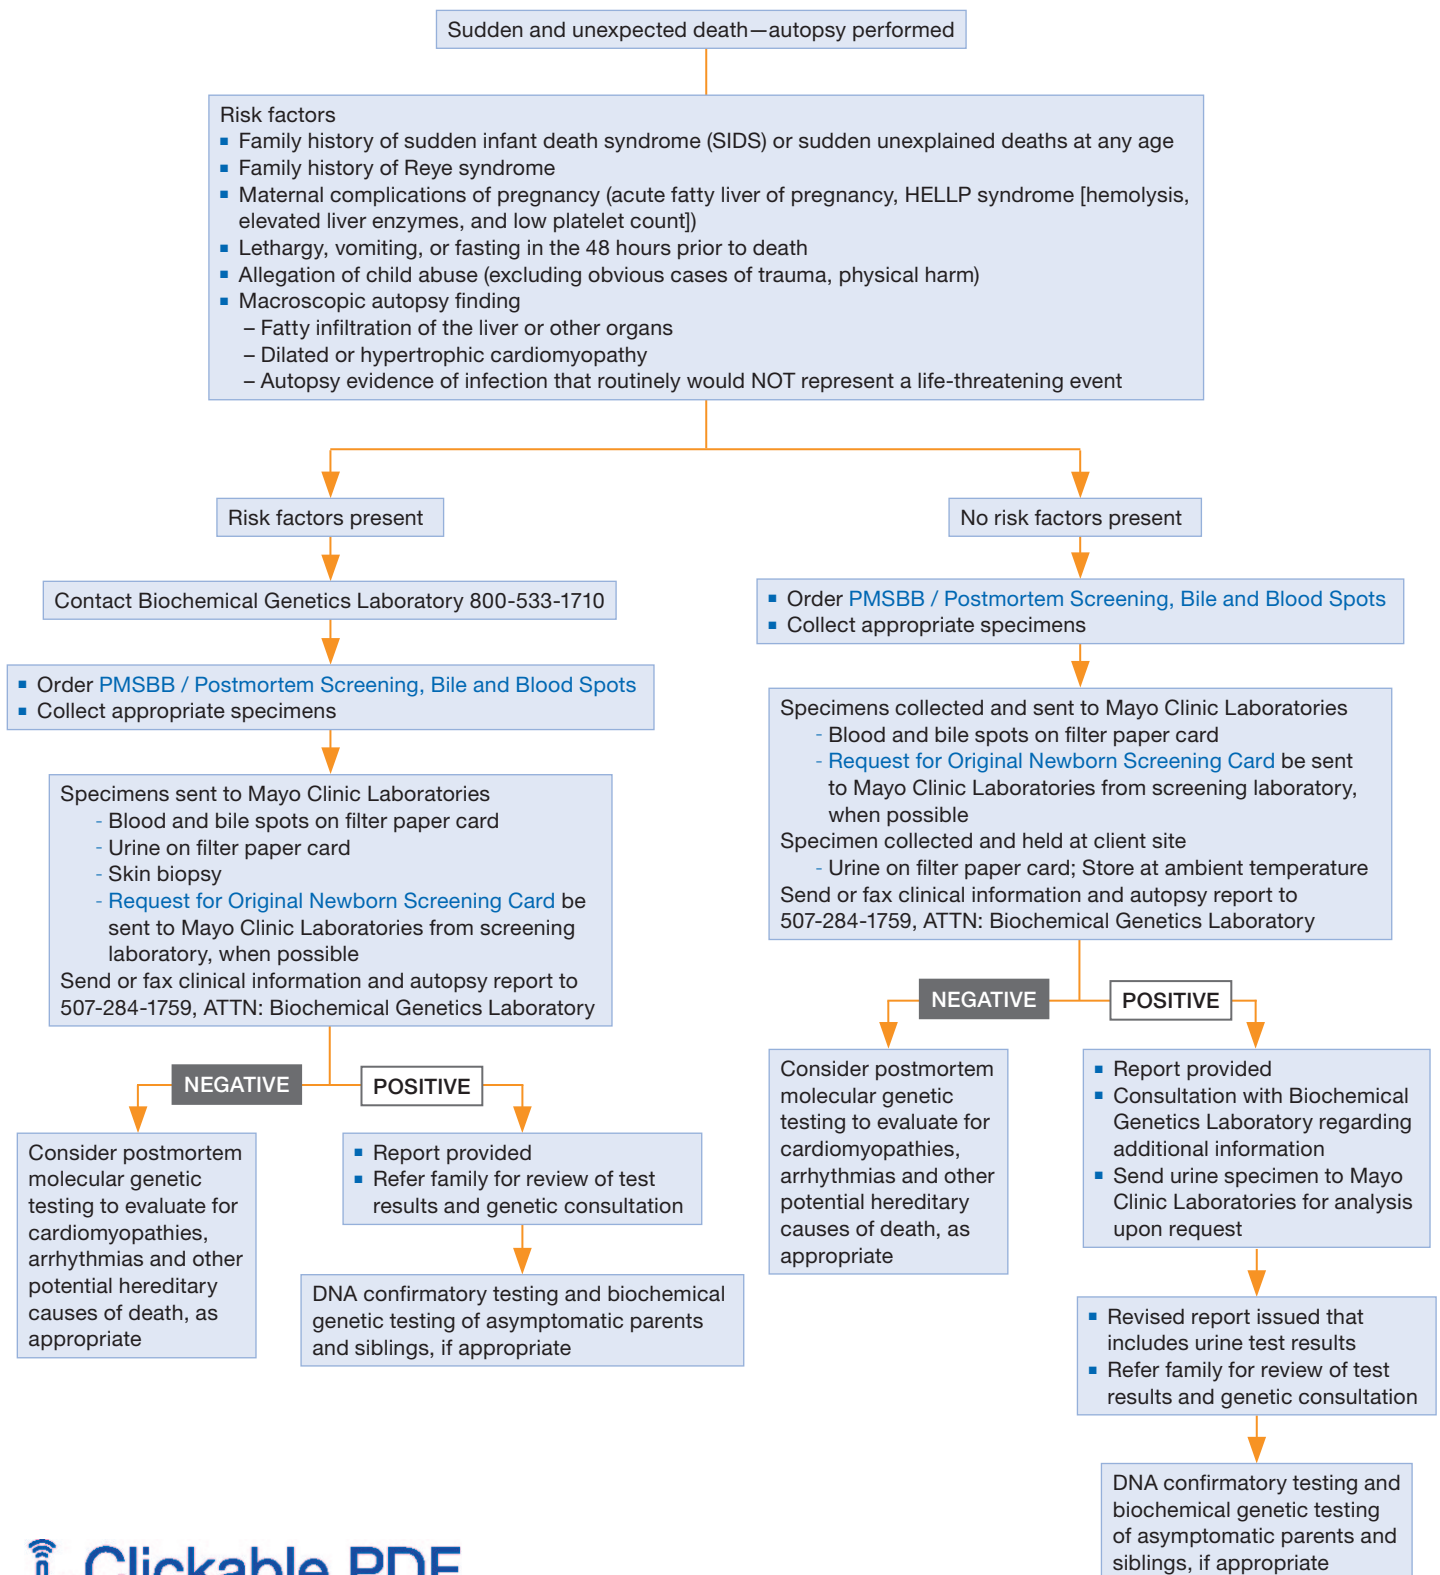 Sudden and unexpected death—autopsy performed
Risk factors
▪ Family history of sudden infant death syndrome (SIDS) or sudden unexplained deaths at any age
▪ Family history of Reye syndrome
▪ Maternal complications of pregnancy (acute fatty liver of pregnancy, HELLP syndrome [hemolysis,
elevated liver enzymes, and low platelet count])
▪ Lethargy, vomiting, or fasting in the 48 hours prior to death
▪ Allegation of child abuse (excluding obvious cases of trauma, physical harm)
▪ Macroscopic autopsy finding
– Fatty infiltration of the liver or other organs
– Dilated or hypertrophic cardiomyopathy
– Autopsy evidence of infection that routinely would NOT represent a life-threatening event
Risk factors present
Contact Biochemical Genetics Laboratory 800-533-1710
▪ Order PMSBB / Postmortem Screening, Bile and Blood Spots
▪ Collect appropriate specimens
Specimens sent to Mayo Clinic Laboratories
- Blood and bile spots on filter paper card
- Urine on filter paper card
- Skin biopsy
- Request for Original Newborn Screening Card be
sent to Mayo Clinic Laboratories from screening
laboratory, when possible
Send or fax clinical information and autopsy report to
507-284-1759, ATTN: Biochemical Genetics Laboratory
NEGATIVE
POSITIVE
Consider postmortem
molecular genetic
testing to evaluate for
cardiomyopathies,
arrhythmias and other
potential hereditary
causes of death, as
appropriate
▪ Report provided
▪ Refer family for review of test
results and genetic consultation
DNA confirmatory testing and biochemical
genetic testing of asymptomatic parents
and siblings, if appropriate
No risk factors present
▪ Order PMSBB / Postmortem Screening, Bile and Blood Spots
▪ Collect appropriate specimens
Specimens collected and sent to Mayo Clinic Laboratories
- Blood and bile spots on filter paper card
- Request for Original Newborn Screening Card be sent
to Mayo Clinic Laboratories from screening laboratory,
when possible
Specimen collected and held at client site
- Urine on filter paper card; Store at ambient temperature
Send or fax clinical information and autopsy report to
507-284-1759, ATTN: Biochemical Genetics Laboratory
NEGATIVE
POSITIVE
Consider postmortem
molecular genetic
testing to evaluate for
cardiomyopathies,
arrhythmias and other
potential hereditary
causes of death, as
appropriate
▪ Report provided
▪ Consultation with Biochemical
Genetics Laboratory regarding
additional information
▪ Send urine specimen to Mayo
Clinic Laboratories for analysis
upon request
▪ Revised report issued that
includes urine test results
▪ Refer family for review of test
results and genetic consultation
DNA confirmatory testing and
biochemical genetic testing
of asymptomatic parents and
siblings, if appropriate
Clickable PDF